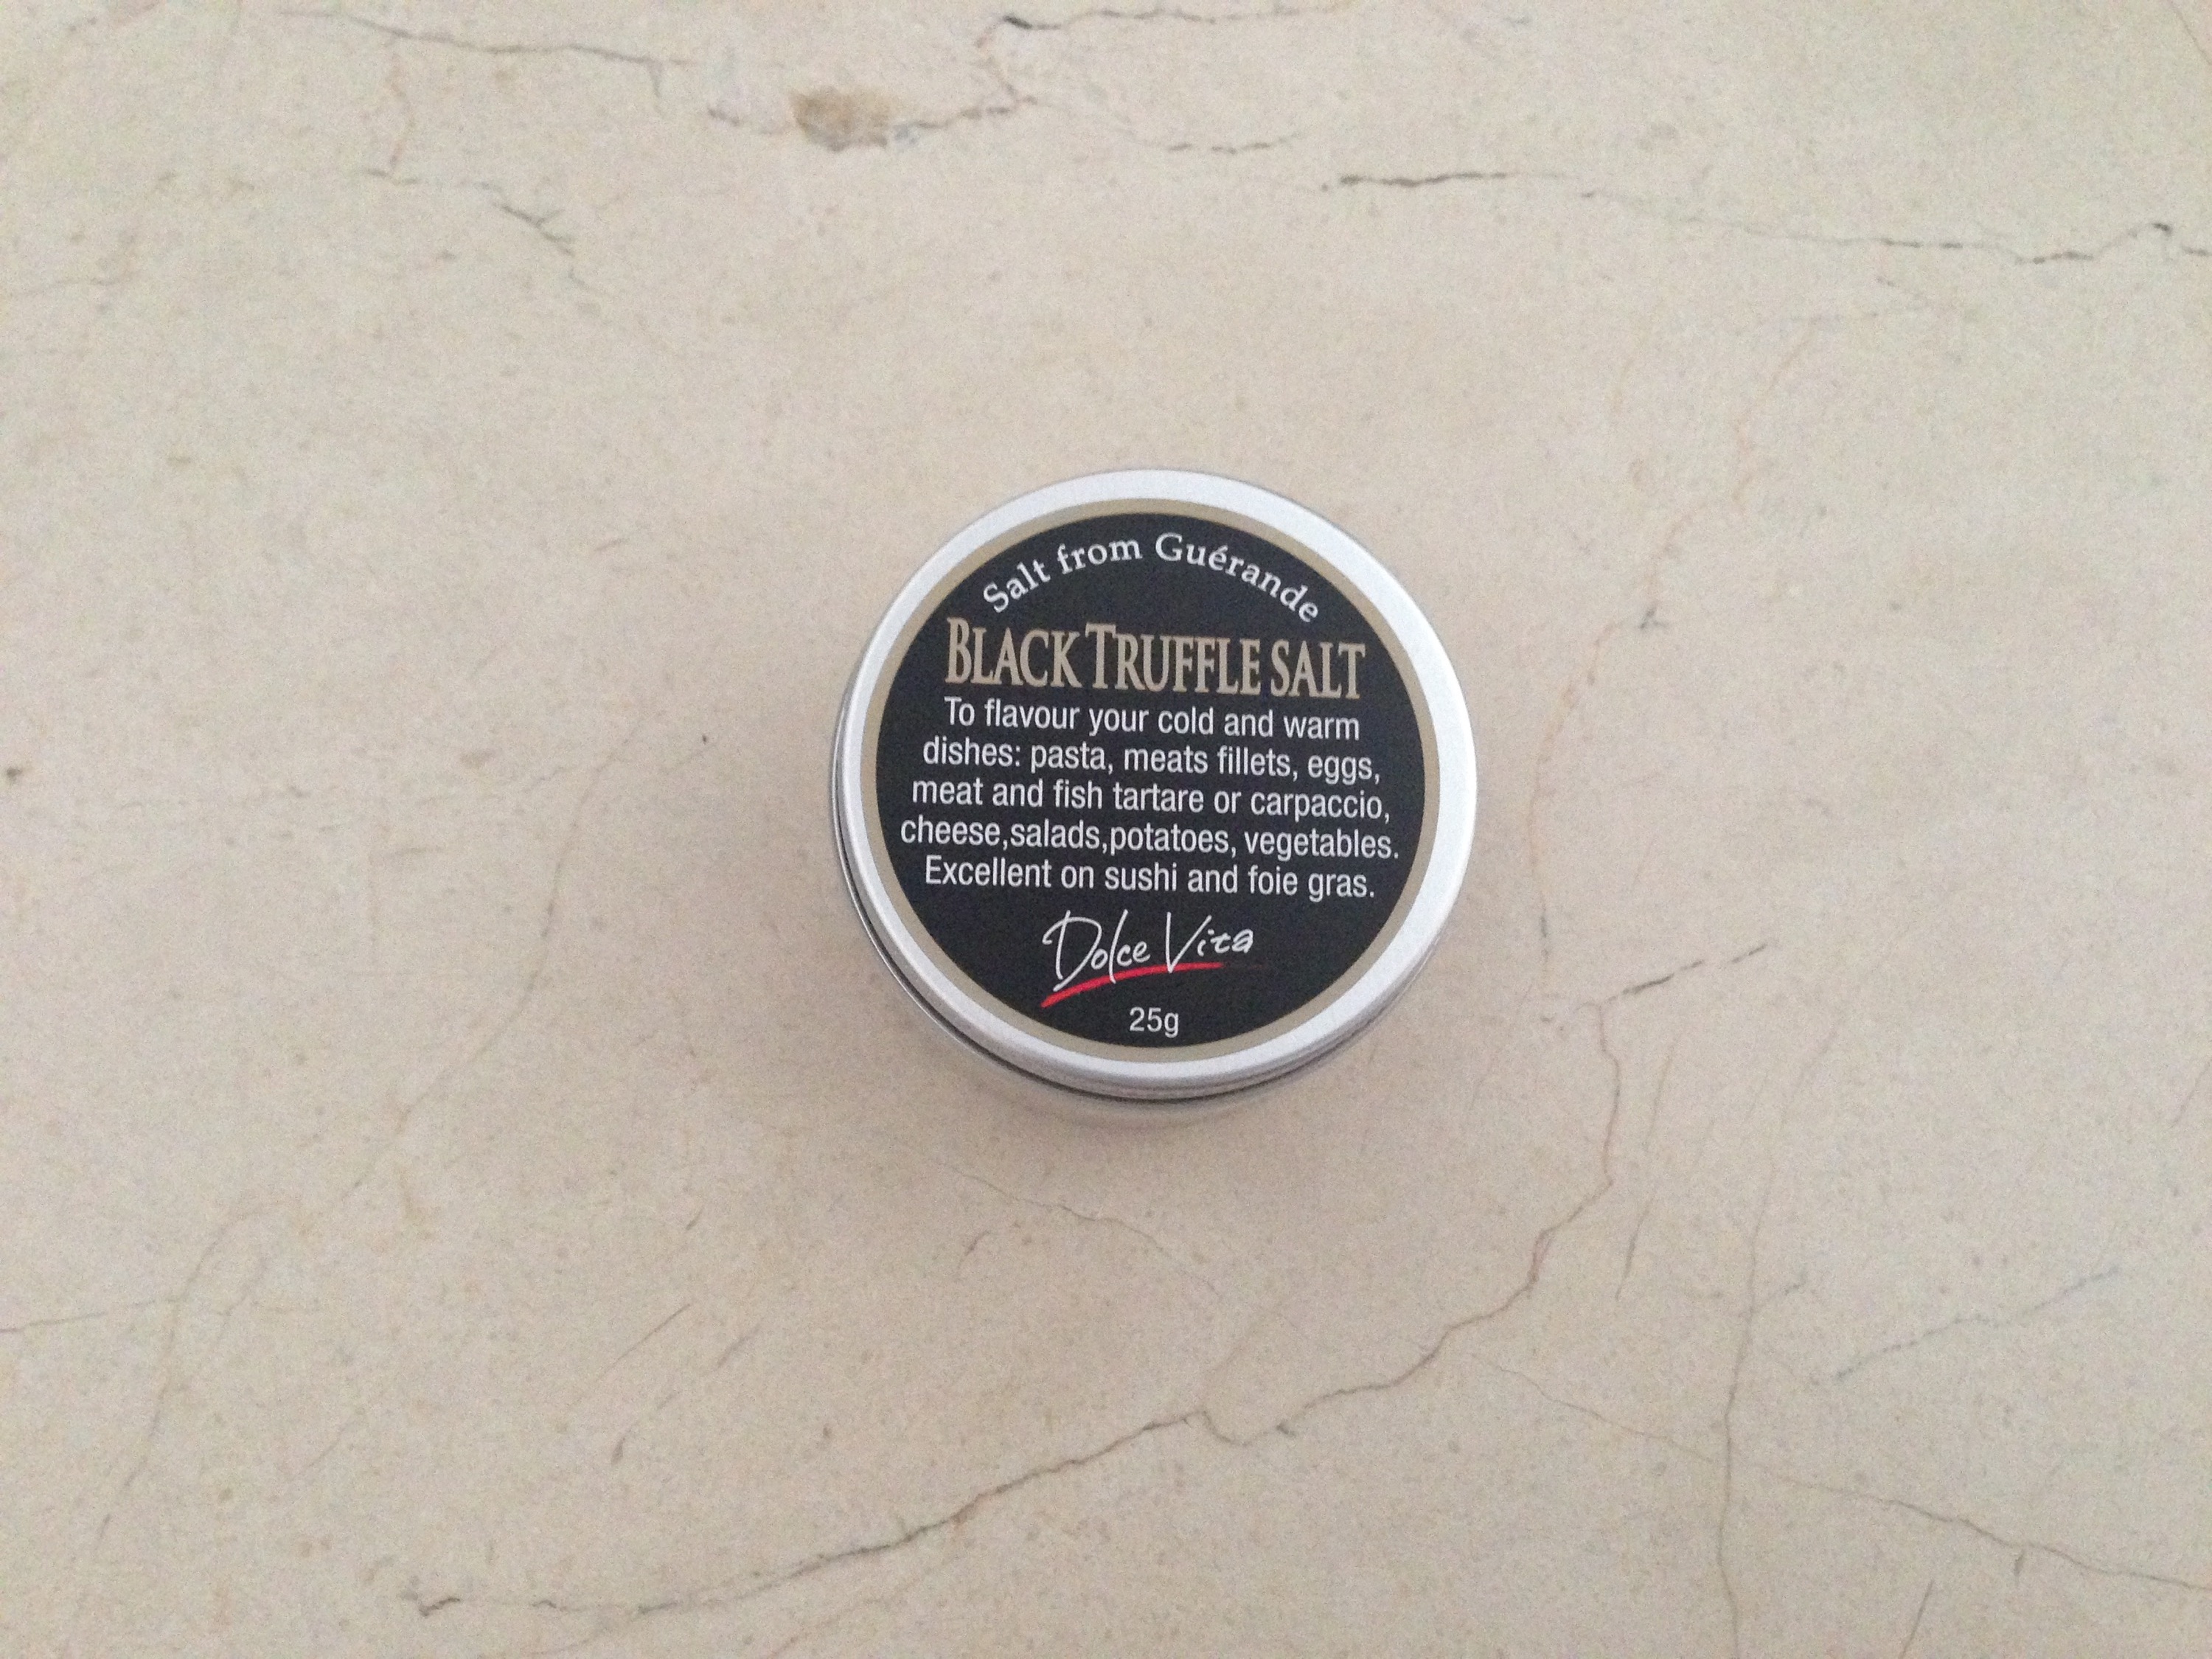 Salt from Guérande
BLACK TRUFFLE SALT
To flavour your cold and warm
dishes: pasta, meats fillets, eggs,
meat and fish tartare or carpaccio,
cheese,salads,potatoes, vegetables.
Excellent on sushi and foie gras.
Dolce Vita
25g